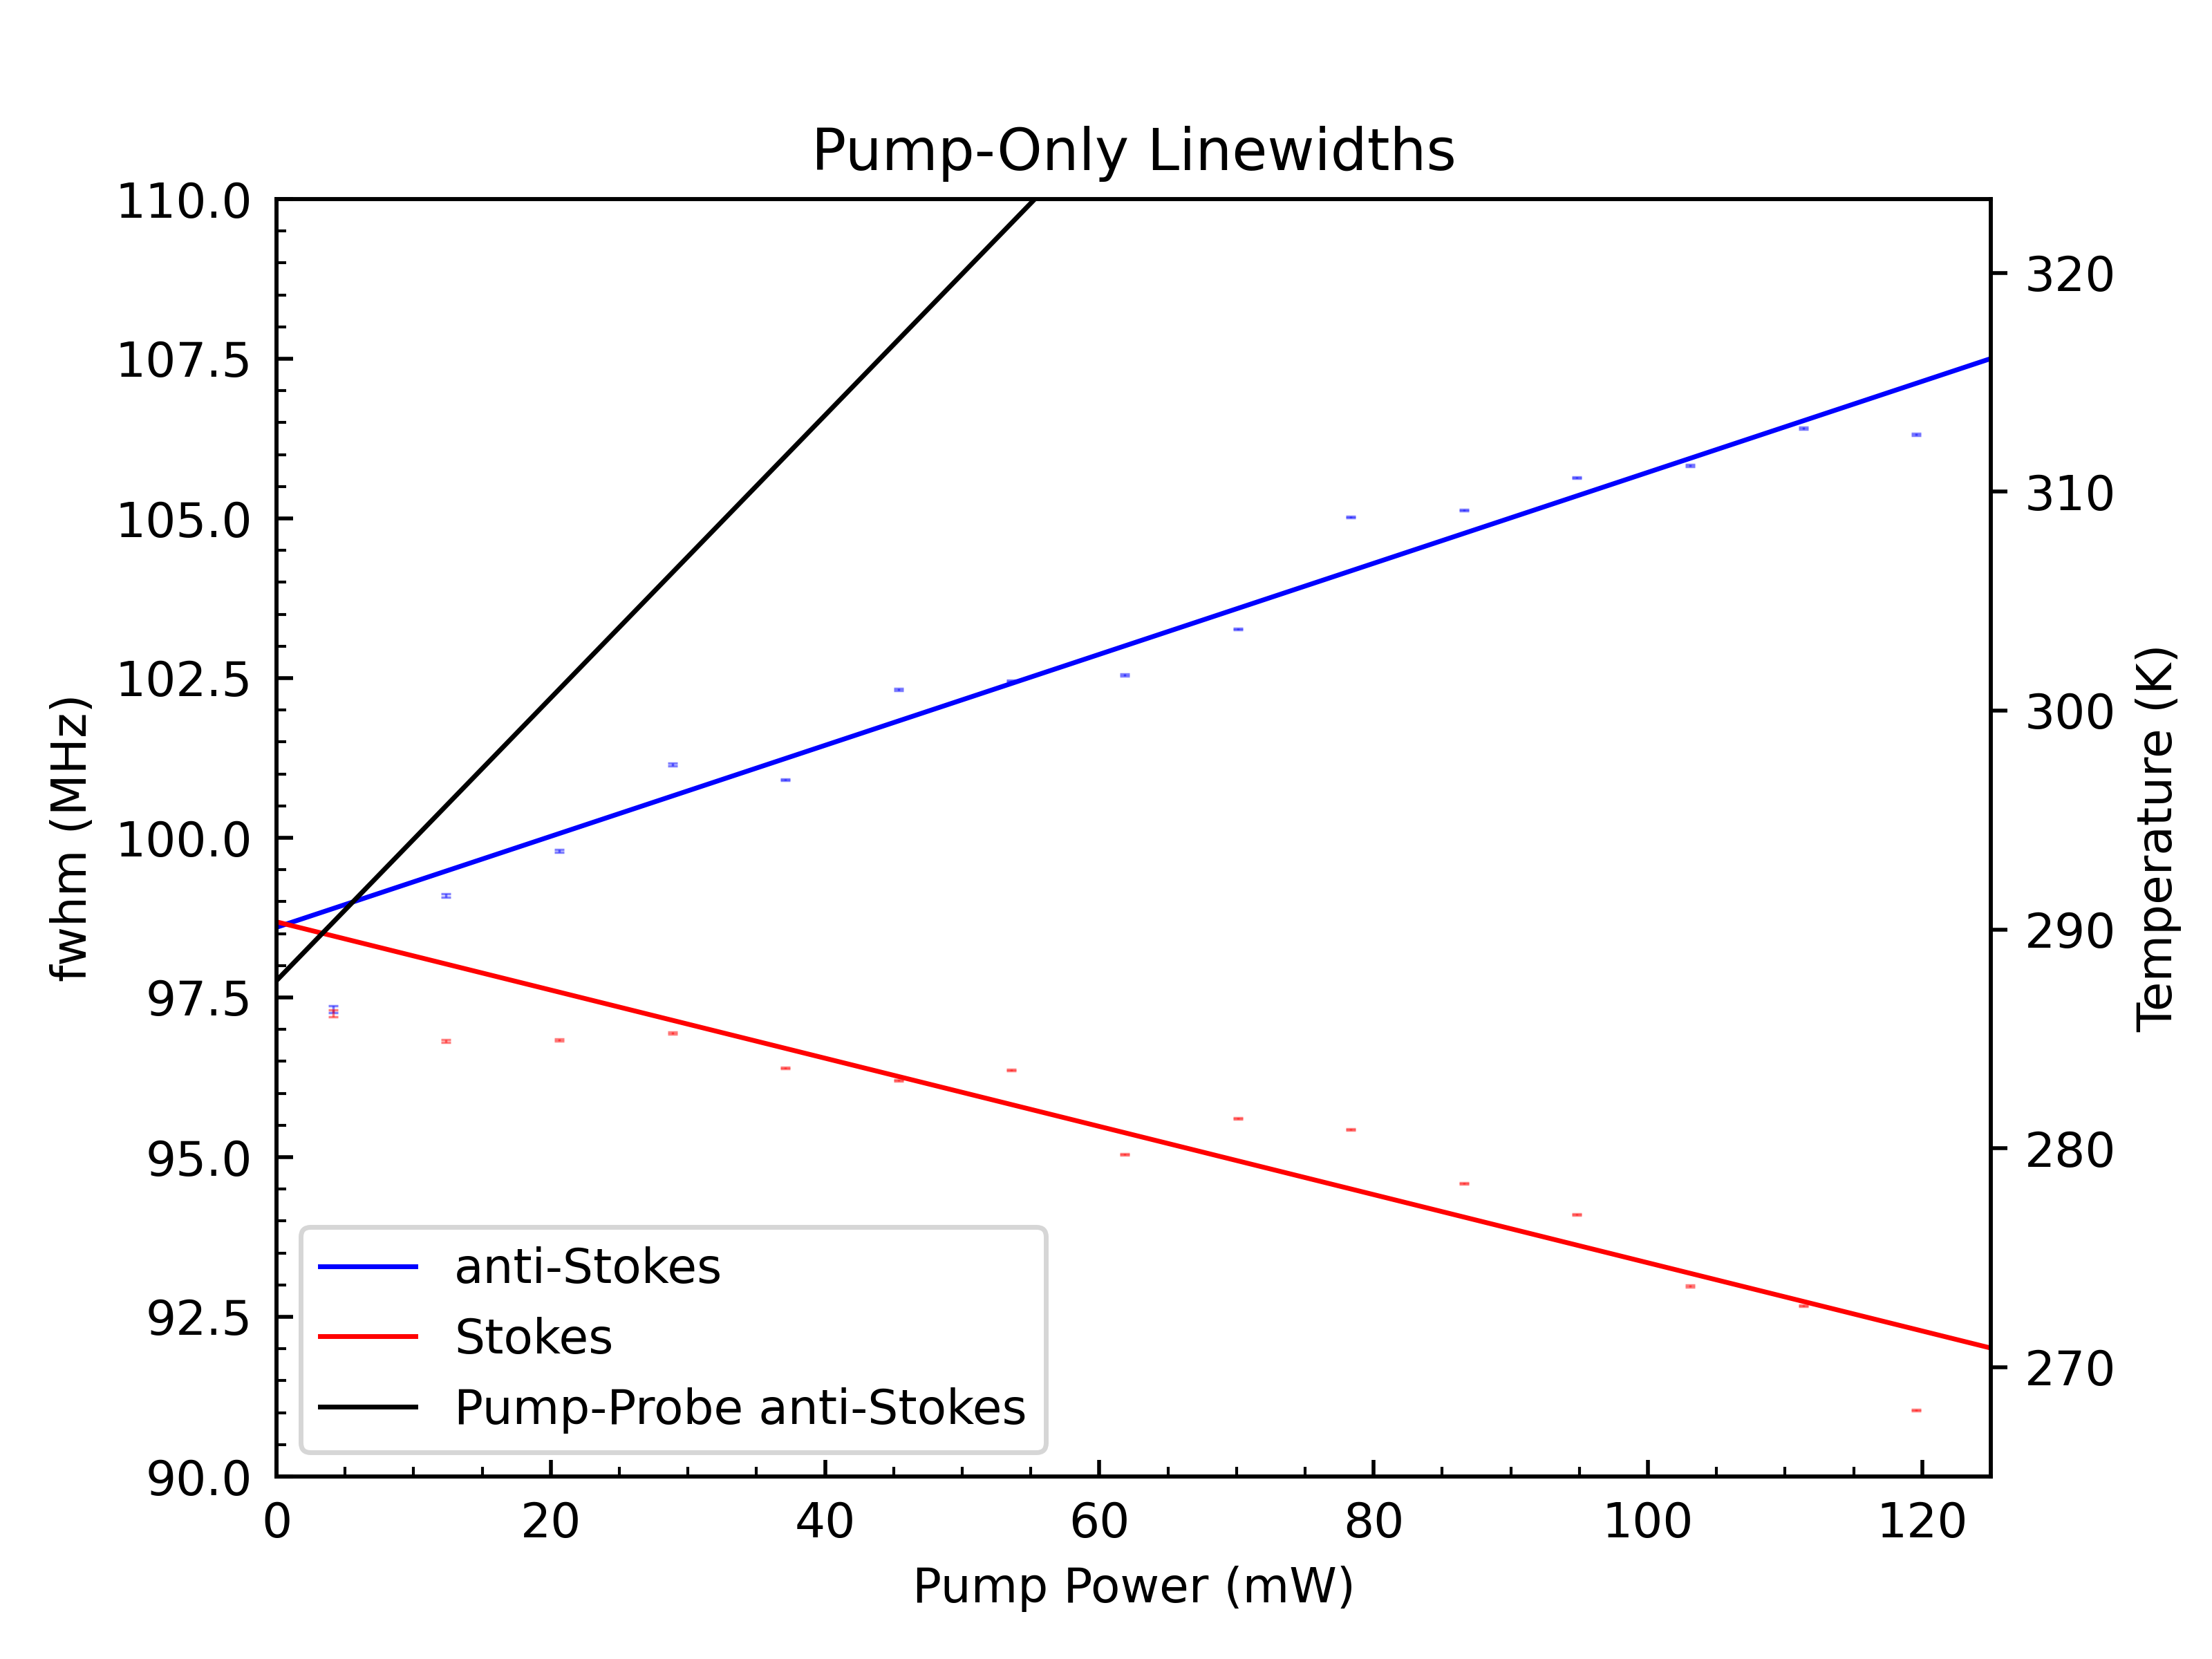 Pump-Only Linewidths
110.0
107.5
105.0
102.5
100.0
97.5
95.0
92.5
90.0
fwhm (MHz)
320
310
300
290
280
270
Temperature (K)
anti-Stokes
Stokes
Pump-Probe anti-Stokes
0 20 40 60 80 100 120
Pump Power (mW)